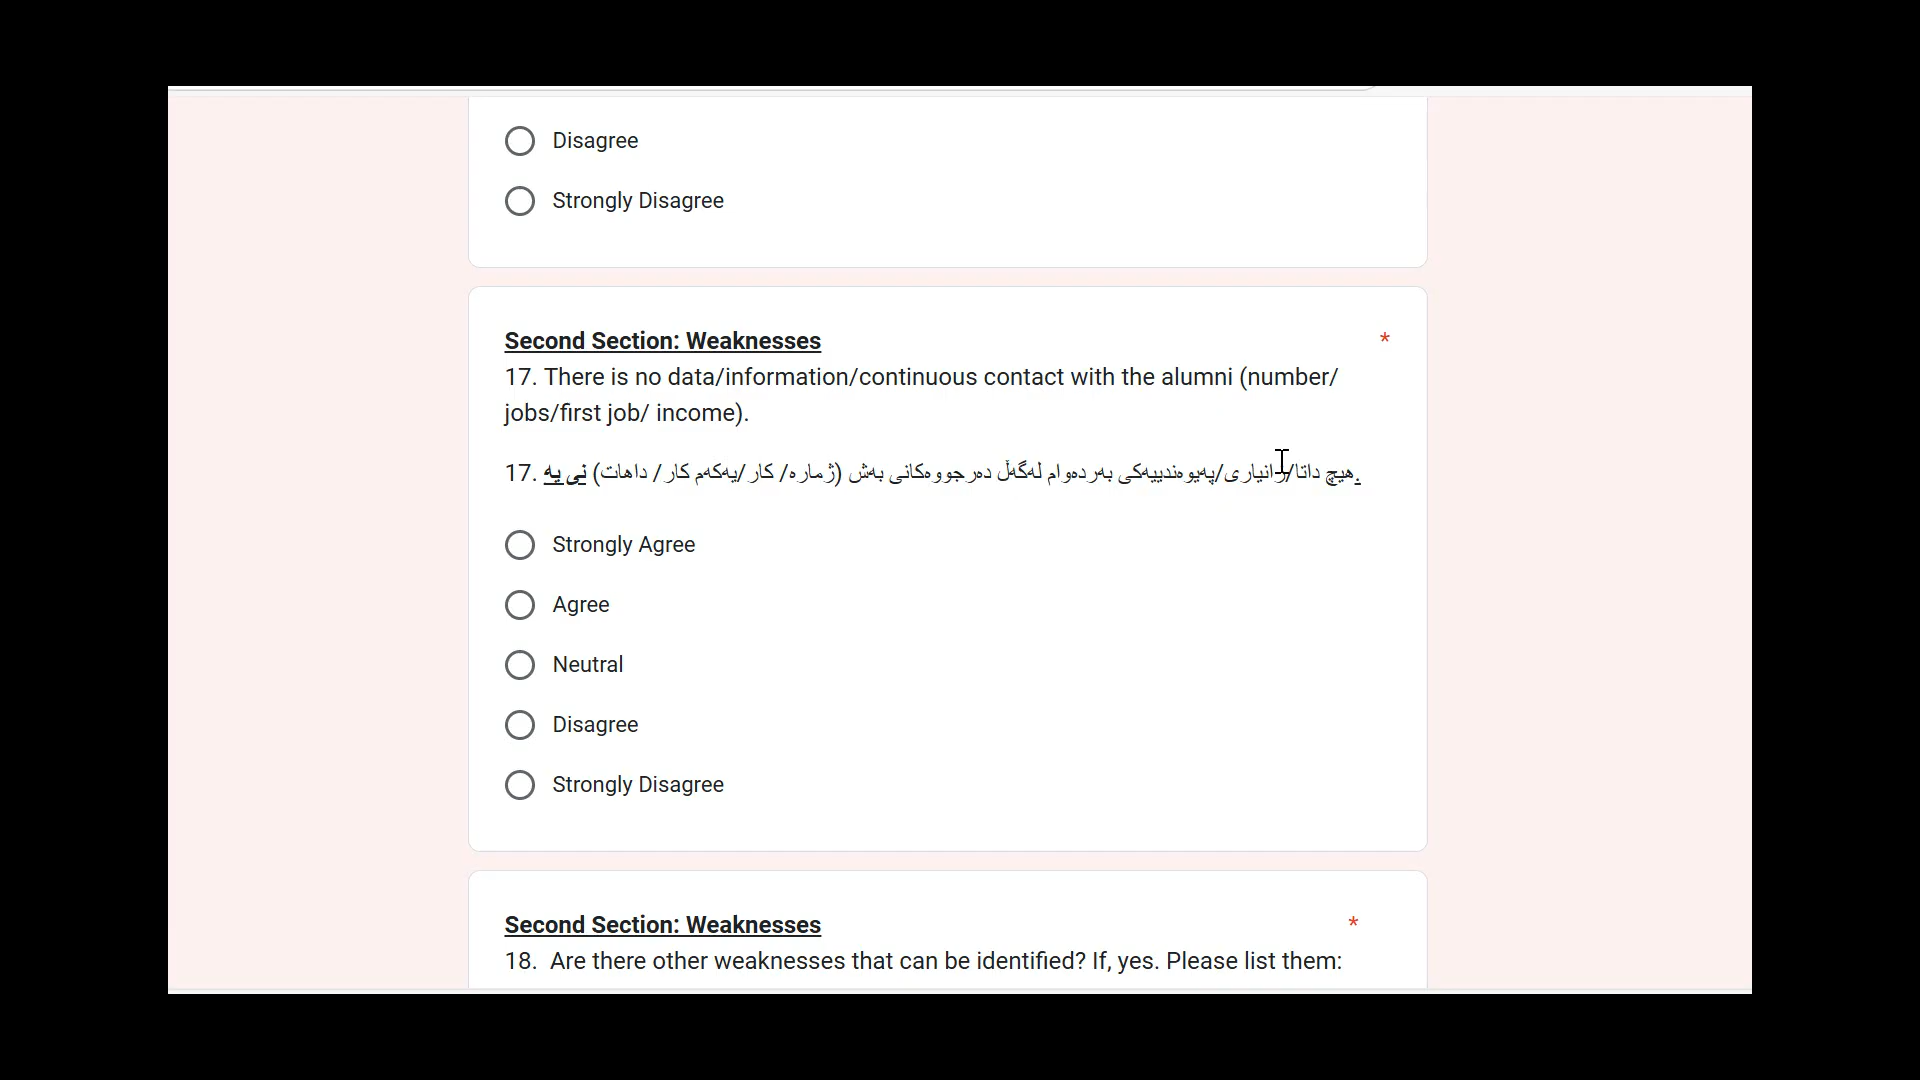 Disagree
Strongly Disagree
Second Section: Weaknesses *
17. There is no data/information/continuous contact with the alumni (number/
jobs/first job/ income).
17. هیچ داتا/زانیاری/پەیوەندییەکی بەردەوام لەگەڵ دەرجووەکانی بەش (ژمارە/ کار/یەکەم کار/ داهات) نی یە.
Strongly Agree
Agree
Neutral
Disagree
Strongly Disagree
Second Section: Weaknesses *
18. Are there other weaknesses that can be identified? If, yes. Please list them: